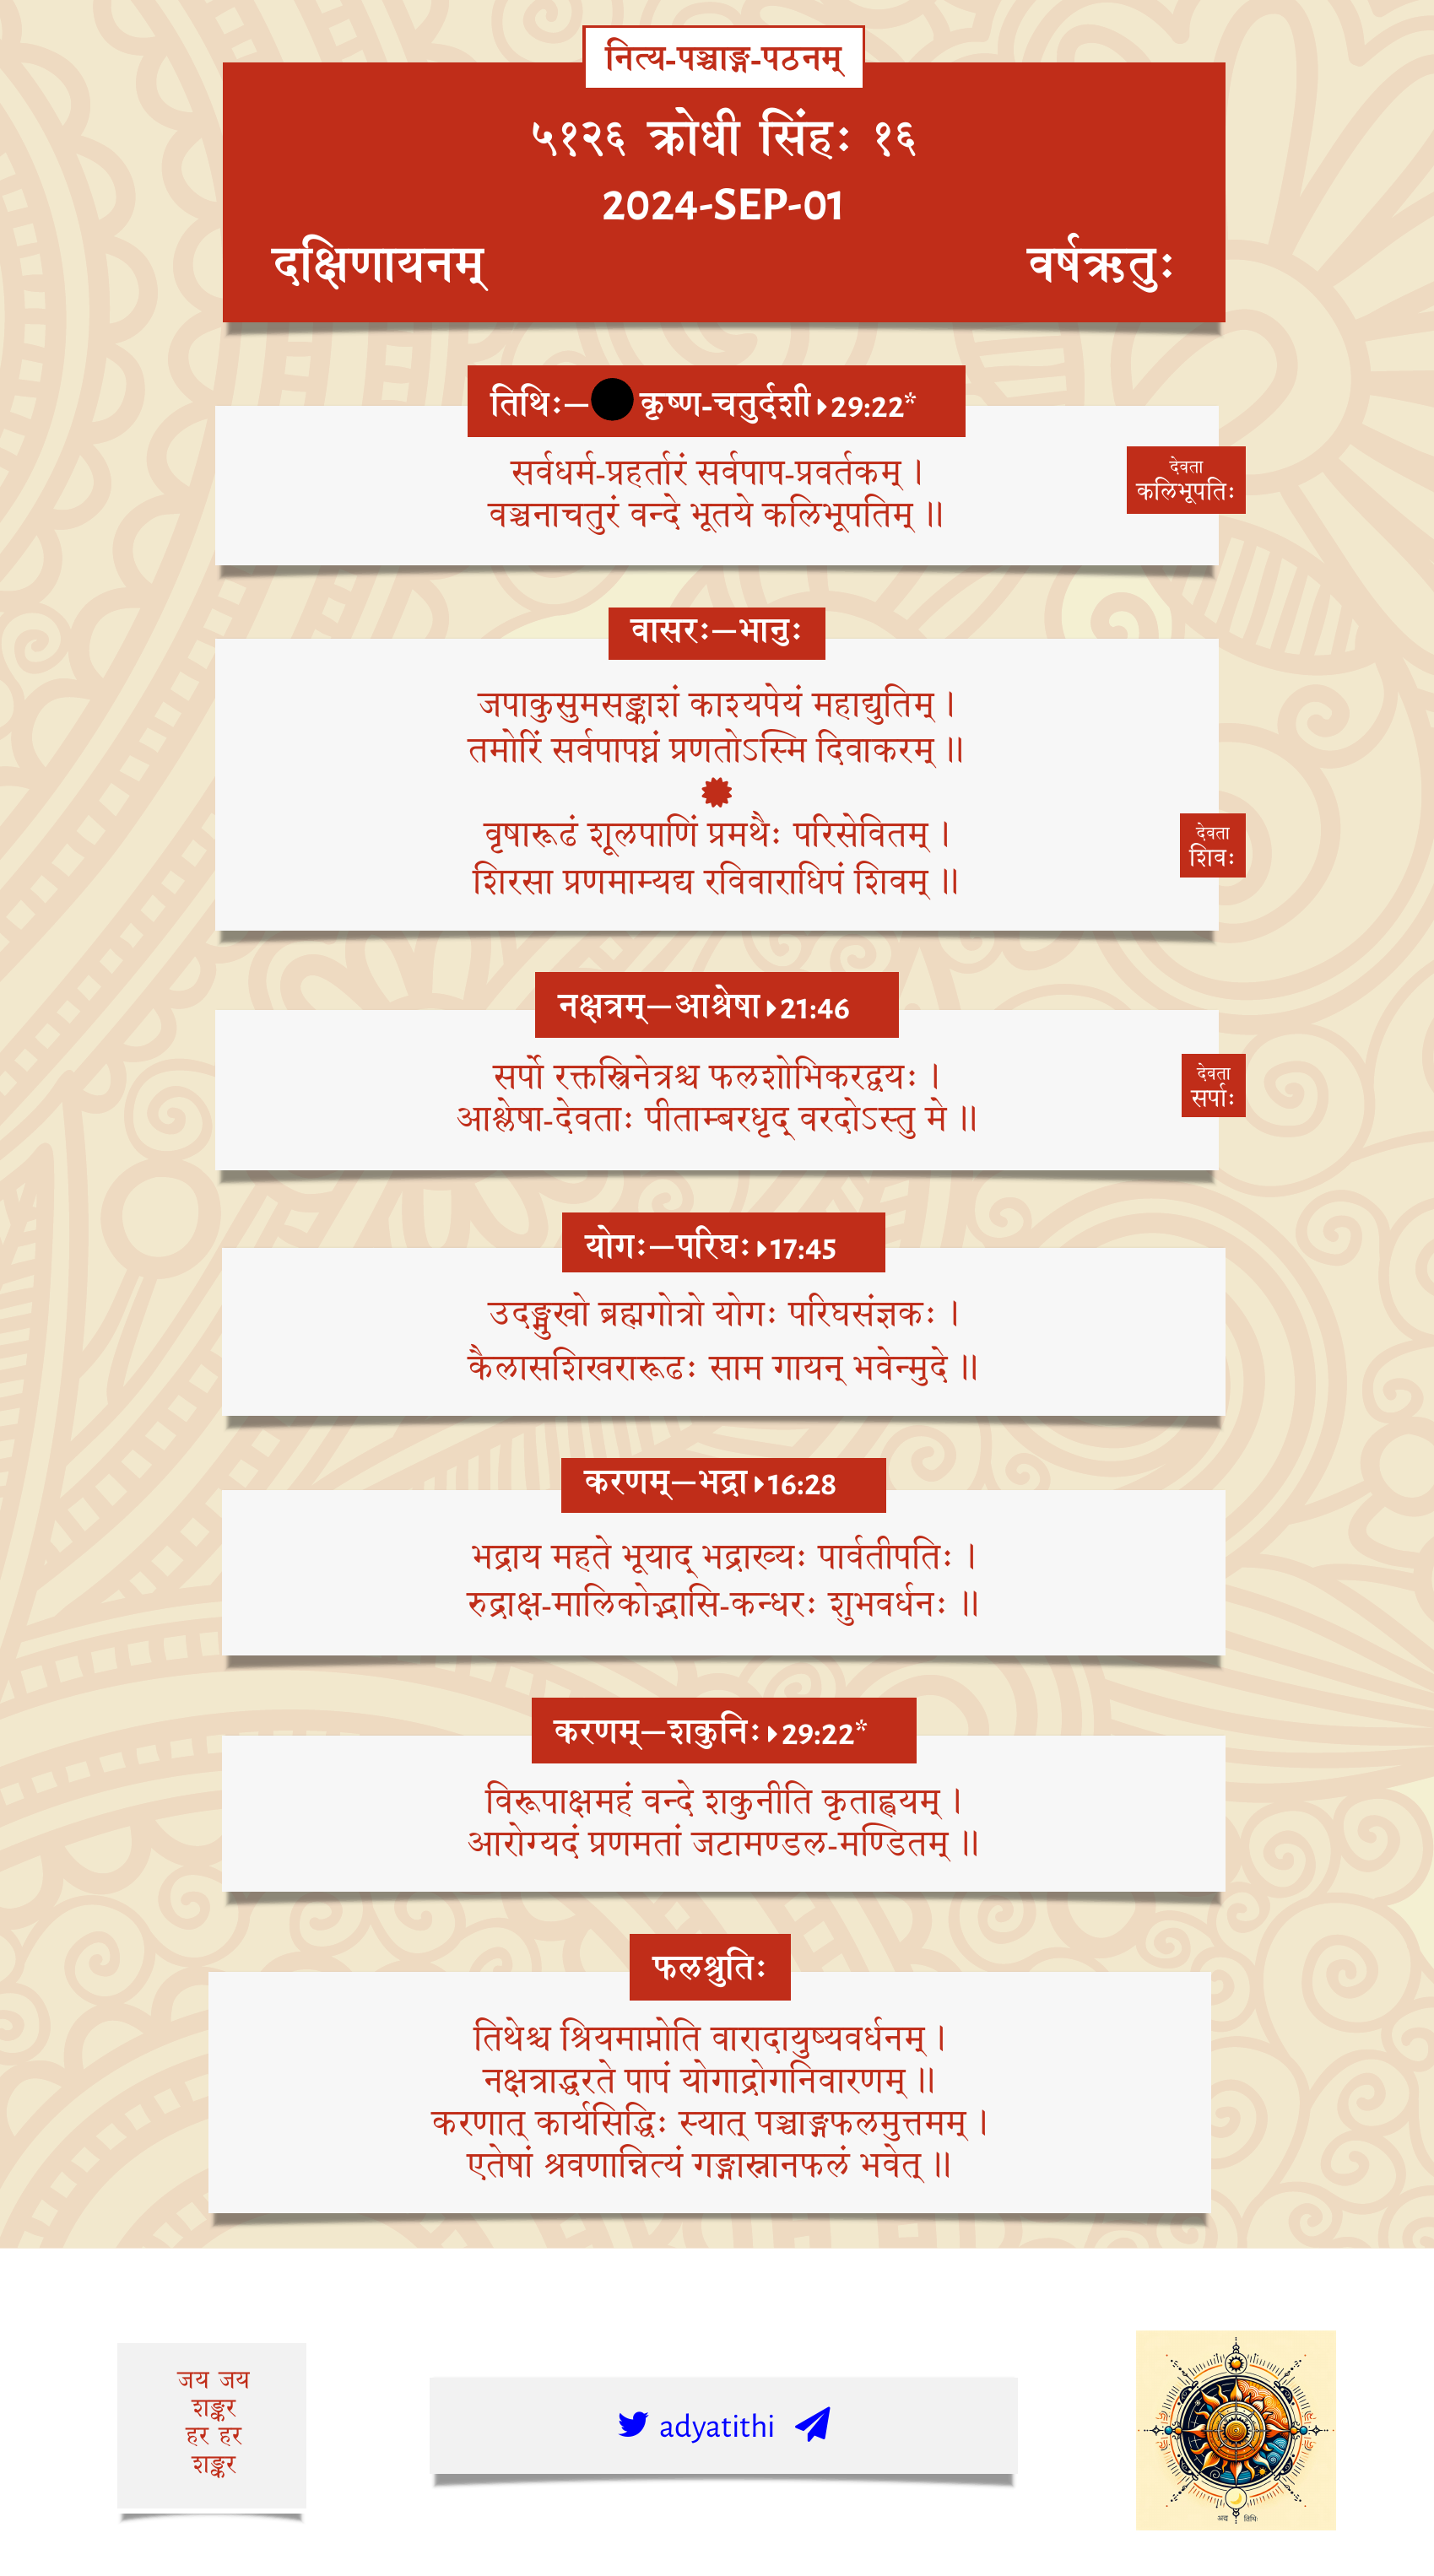 नित्य-पञ्चाङ्ग-पठनम्
५१२६ क्रोधी सिंहः १६
2024-SEP-01
दक्षिणायनम् वर्षऋतुः
तिथिः—कृष्ण-चतुर्दशी 29:22*
सर्वधर्म-प्रहर्तारं सर्वपाप-प्रवर्तकम् ।
वञ्चनाचतुरं वन्दे भूतये कलिभूपतिम् ॥
देवता
कलिभूपतिः
वासरः—भानुः
जपाकुसुमसङ्काशं काश्यपेयं महाद्युतिम् ।
तमोरिं सर्वपापघ्नं प्रणतोऽस्मि दिवाकरम् ॥
वृषारूढं शूलपाणिं प्रमथैः परिसेवितम् ।
शिरसा प्रणमाम्यद्य रविवाराधिपं शिवम् ॥
देवता
शिवः
नक्षत्रम्—आश्रेषा 21:46
सर्पो रक्तस्त्रिनेत्रश्च फलशोभिकरद्वयः ।
आश्लेषा-देवताः पीताम्बरधृद् वरदोऽस्तु मे ॥
देवता
सर्पाः
योगः—परिघः 17:45
उदङ्मुखो ब्रह्मगोत्रो योगः परिघसंज्ञकः ।
कैलासशिखरारूढः साम गायन् भवेन्मुदे ॥
करणम्—भद्रा 16:28
भद्राय महते भूयाद् भद्राख्यः पार्वतीपतिः ।
रुद्राक्ष-मालिकोद्भासि-कन्धरः शुभवर्धनः ॥
करणम्—शकुनिः 29:22*
विरूपाक्षमहं वन्दे शकुनीति कृताह्वयम् ।
आरोग्यदं प्रणमतां जटामण्डल-मण्डितम् ॥
फलश्रुतिः
तिथेश्च श्रियमाप्नोति वारादायुष्यवर्धनम् ।
नक्षत्राद्धरते पापं योगाद्रोगनिवारणम् ॥
करणात् कार्यसिद्धिः स्यात् पञ्चाङ्गफलमुत्तमम् ।
एतेषां श्रवणान्नित्यं गङ्गास्नानफलं भवेत् ॥
जय जय
शङ्कर
हर हर
शङ्कर
adyatithi
अद्य तिथिः